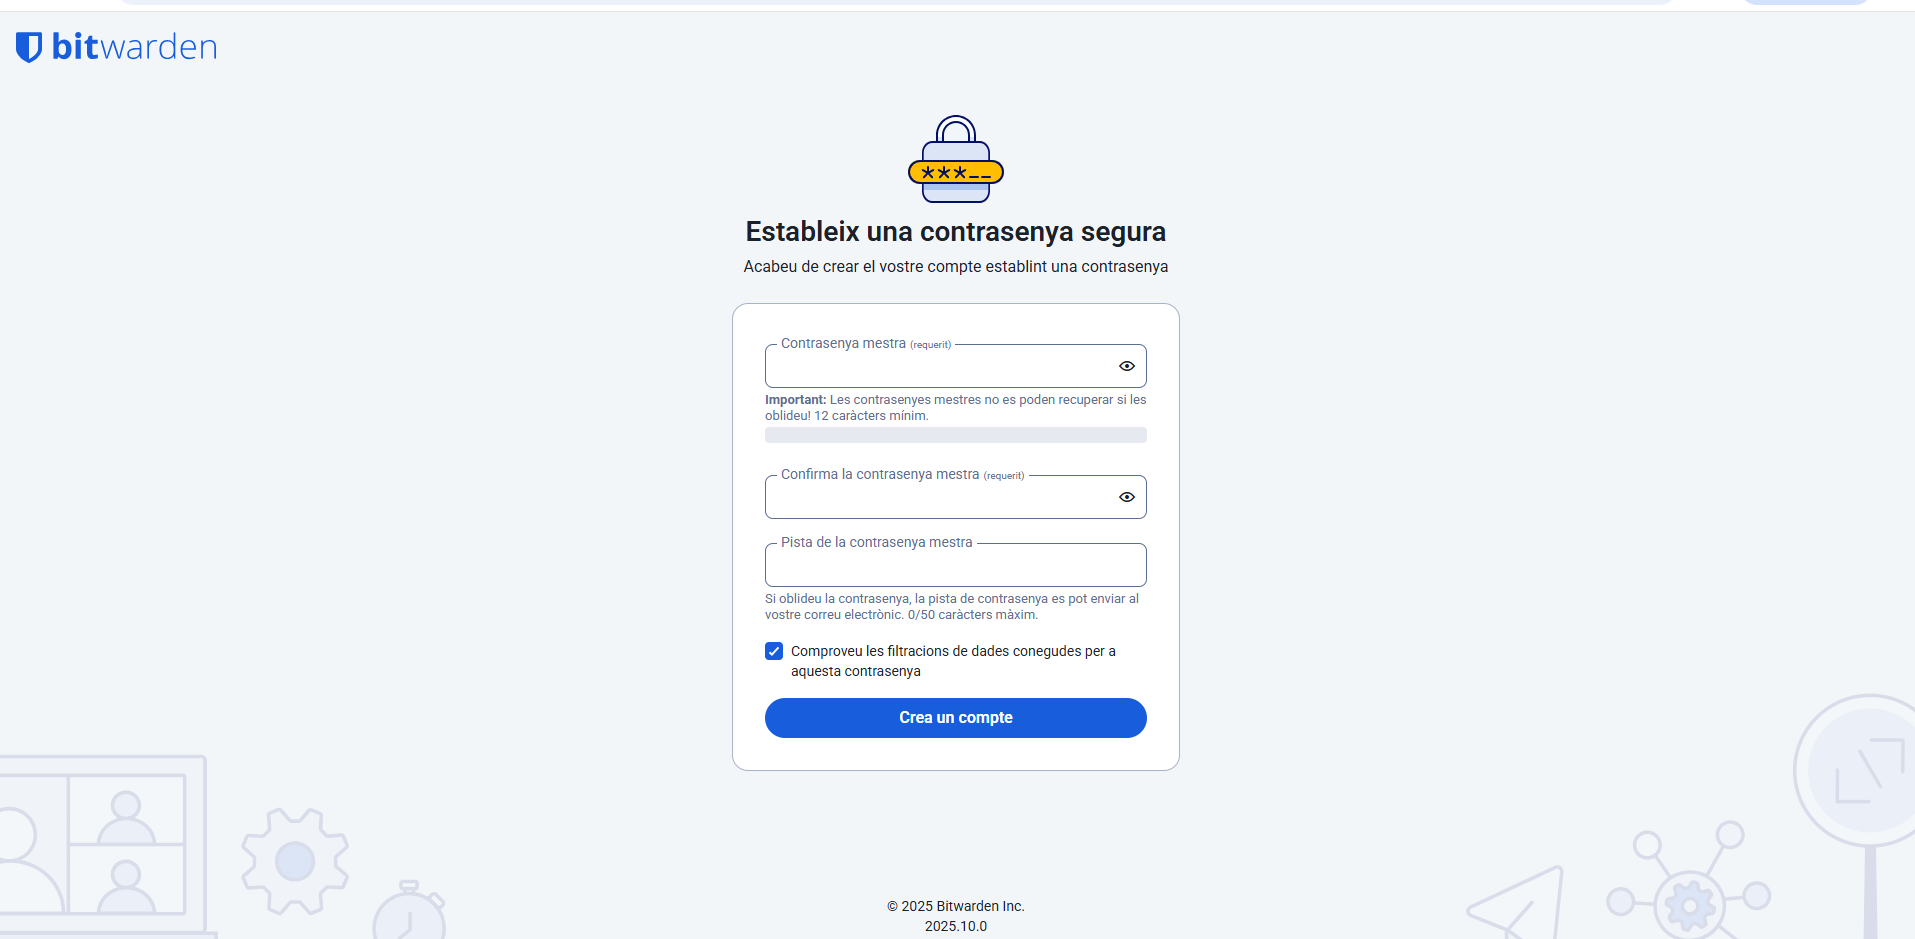 bitwarden
***__
Estableix una contrasenya segura
Acabeu de crear el vostre compte establint una contrasenya
Contrasenya mestra (requerit)
Important: Les contrasenyes mestres no es poden recuperar si les
oblideu! 12 caràcters mínim.
Confirma la contrasenya mestra (requerit)
Pista de la contrasenya mestra
Si oblideu la contrasenya, la pista de contrasenya es pot enviar al
vostre correu electrònic. 0/50 caràcters màxim.
Comproveu les filtracions de dades conegudes per a
aquesta contrasenya
Crea un compte
© 2025 Bitwarden Inc.
2025.10.0